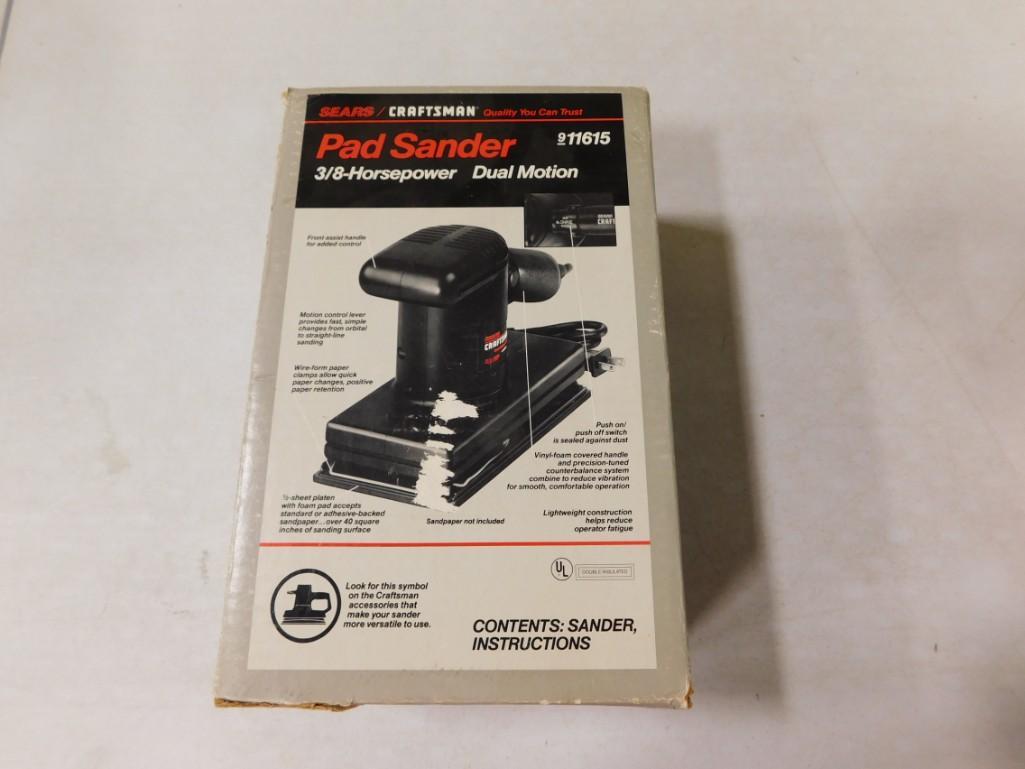 SEARS / CRAFTSMAN Quality You Can Trust
Pad Sander 911615
3/8-Horsepower Dual Motion
Front assist handle
for added control
Motion control lever
provides fast, simple
changes from orbital
to straight-line
sanding
Wire-form paper
clamps allow quick
paper changes, positive
paper retention
½-sheet platen
with foam pad accepts
standard or adhesive-backed
sandpaper...over 40 square
inches of sanding surface
Sandpaper not included
Push on/
push off switch
is sealed against dust
Vinyl-foam covered handle
and precision-tuned
counterbalance system
combine to reduce vibration
for smooth, comfortable operation
Lightweight construction
helps reduce
operator fatigue
UL DOUBLE INSULATED
Look for this symbol
on the Craftsman
accessories that
make your sander
more versatile to use.
CONTENTS: SANDER,
INSTRUCTIONS